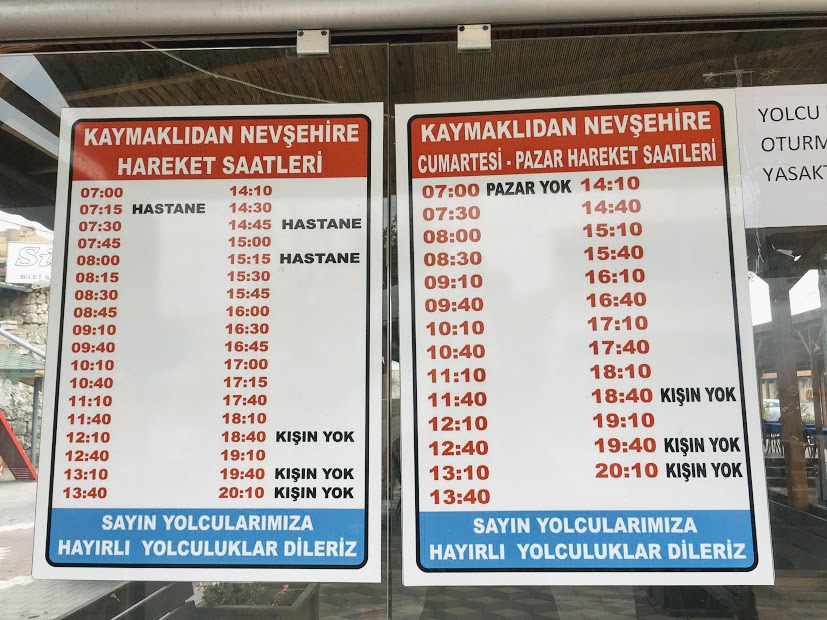 KAYMAKLIDAN NEVŞEHİRE
HAREKET SAATLERİ
07:00 14:10
07:15 HASTANE 14:30
07:30 14:45 HASTANE
07:45 15:00
08:00 15:15 HASTANE
08:15 15:30
08:30 15:45
08:45 16:00
09:10 16:30
09:40 16:45
10:10 17:00
10:40 17:15
11:10 17:40
11:40 18:10
12:10 18:40 KIŞIN YOK
12:40 19:10
13:10 19:40 KIŞIN YOK
13:40 20:10 KIŞIN YOK
SAYIN YOLCULARIMIZA
HAYIRLI YOLCULUKLAR DİLERİZ
KAYMAKLIDAN NEVŞEHİRE
CUMARTESİ - PAZAR HAREKET SAATLERİ
07:00 PAZAR YOK 14:10
07:30 14:40
08:00 15:10
08:30 15:40
09:10 16:10
09:40 16:40
10:10 17:10
10:40 17:40
11:10 18:10
11:40 18:40 KIŞIN YOK
12:10 19:10
12:40 19:40 KIŞIN YOK
13:10 20:10 KIŞIN YOK
13:40
SAYIN YOLCULARIMIZA
HAYIRLI YOLCULUKLAR DİLERİZ
YOLCU
OTURM
YASAKT